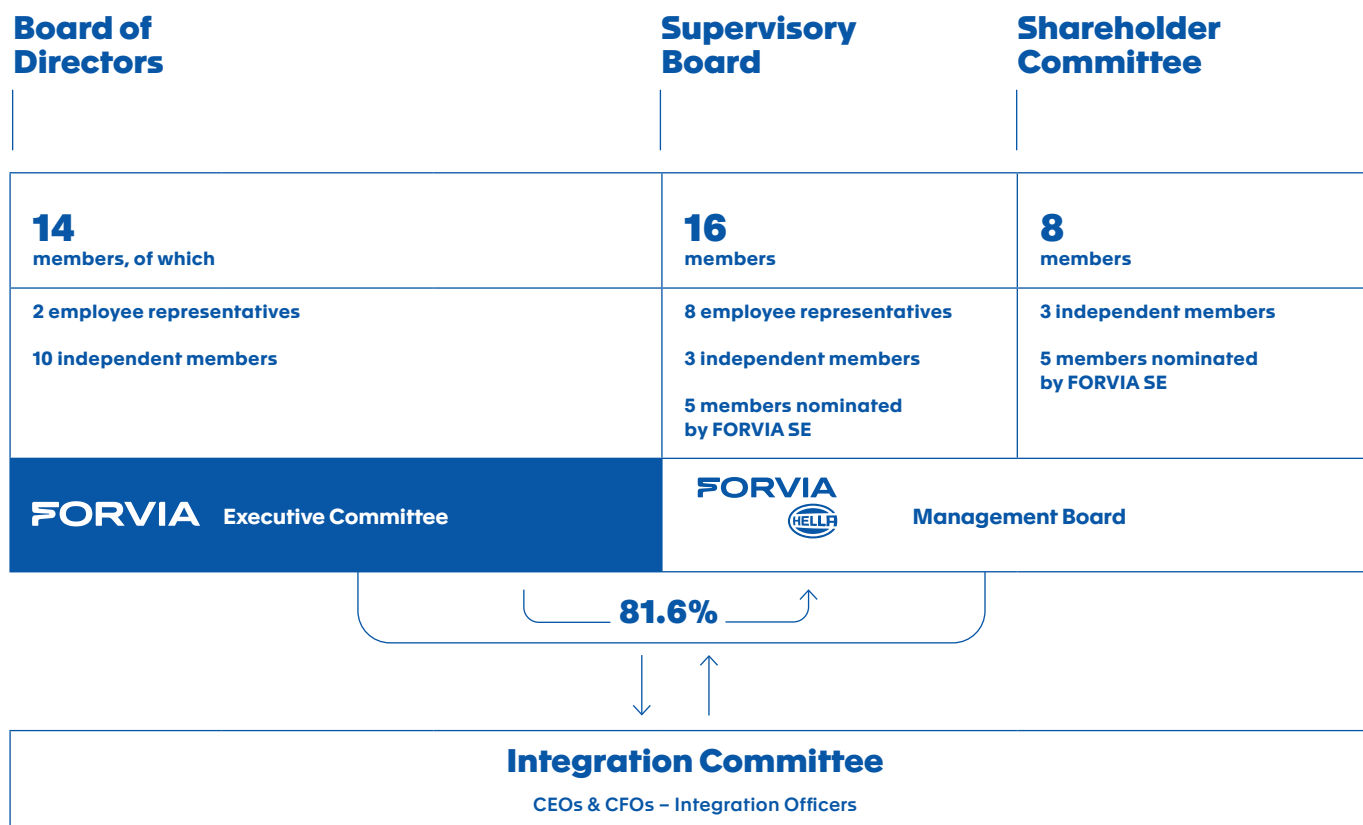 Board of
Directors
Supervisory
Board
Shareholder
Committee
14
members, of which
16
members
8
members
2 employee representatives
10 independent members
8 employee representatives
3 independent members
5 members nominated
by FORVIA SE
3 independent members
5 members nominated
by FORVIA SE
FORVIA Executive Committee
FORVIA
HELLA
Management Board
81.6%
Integration Committee
CEOs & CFOs – Integration Officers